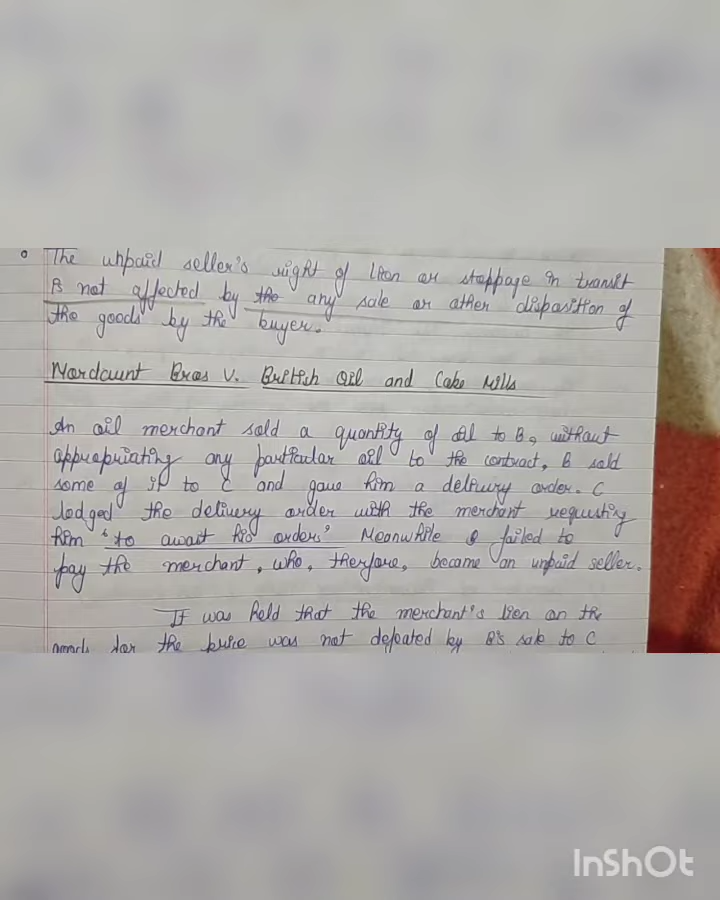 The unpaid seller's right of lien or stoppage in transit
is not affected by the any sale or other disposition of
the goods by the buyer.
Mordaunt Bros V. British Oil and Cake Mills
An oil merchant sold a quantity of oil to B, without
appropriating any particular oil to the contract, B sold
some of it to C and gave him a delivery order. C
lodged the delivery order with the merchant requesting
him "to await his orders" Meanwhile B failed to
pay the merchant, who, therefore, became an unpaid seller.
It was held that the merchant's lien on the
goods for the price was not defeated by B's sale to C
InShOt